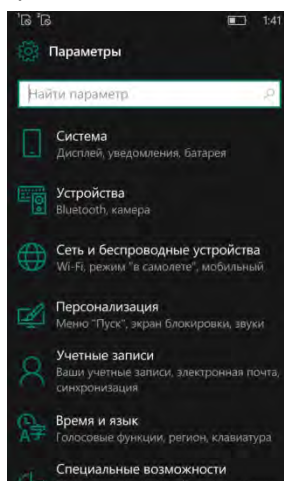 1:41
Параметры
Найти параметр
Система
Дисплей, уведомления, батарея
Устройства
Bluetooth, камера
Сеть и беспроводные устройства
Wi-Fi, режим "в самолете", мобильный
Персонализация
Меню "Пуск", экран блокировки, звуки
Учетные записи
Ваши учетные записи, электронная почта,
синхронизация
Время и язык
Голосовые функции, регион, клавиатура
Специальные возможности